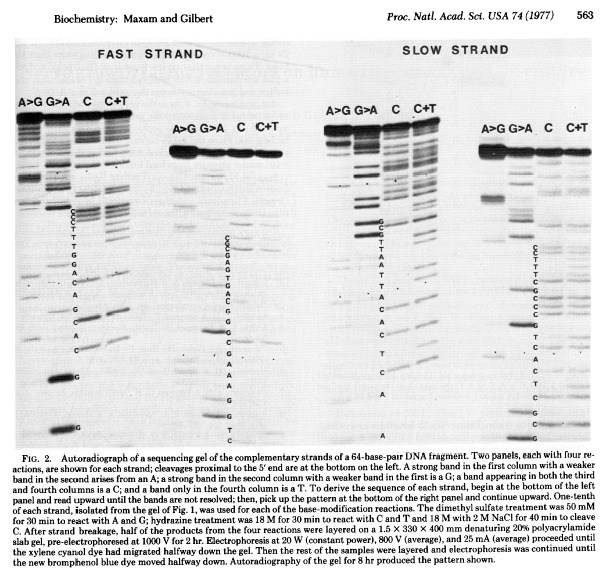 Biochemistry: Maxam and Gilbert
Proc. Natl. Acad. Sci. USA 74 (1977) 563
FAST STRAND
SLOW STRAND
A>G G>A C C+T
A>G G>A C C+T
A>G G>A C C+T
A>G G>A C C+T
C
C
C
T
T
T
G
G
A
C
A
G
C
A
C
G
G
G
A
G
T
G
A
C
G
G
C
G
A
A
A
G
G
T
C
G
T
T
A
A
T
T
A
C
A
C
T
C
A
A
C
C
T
T
T
C
G
C
C
G
T
C
A
C
T
C
G
C
G
FIG. 2. Autoradiograph of a sequencing gel of the complementary strands of a 64-base-pair DNA fragment. Two panels, each with four re-
actions, are shown for each strand; cleavages proximal to the 5' end are at the bottom on the left. A strong band in the first column with a weaker
band in the second arises from an A; a strong band in the second column with a weaker band in the first is a G; a band appearing in both the third
and fourth columns is a C; and a band only in the fourth column is a T. To derive the sequence of each strand, begin at the bottom of the left
panel and read upward until the bands are not resolved; then, pick up the pattern at the bottom of the right panel and continue upward. One-tenth
of each strand, isolated from the gel of Fig. 1, was used for each of the base-modification reactions. The dimethyl sulfate treatment was 50 mM
for 30 min to react with A and G; hydrazine treatment was 18 M for 30 min to react with C and T and 18 M with 2 M NaCl for 40 min to cleave
C. After strand breakage, half of the products from the four reactions were layered on a 1.5 × 330 × 400 mm denaturing 20% polyacrylamide
slab gel, pre-electrophoresed at 1000 V for 2 hr. Electrophoresis at 20 W (constant power), 800 V (average), and 25 mA (average) proceeded until
the xylene cyanol dye had migrated halfway down the gel. Then the rest of the samples were layered and electrophoresis was continued until
the new bromphenol blue dye moved halfway down. Autoradiography of the gel for 8 hr produced the pattern shown.